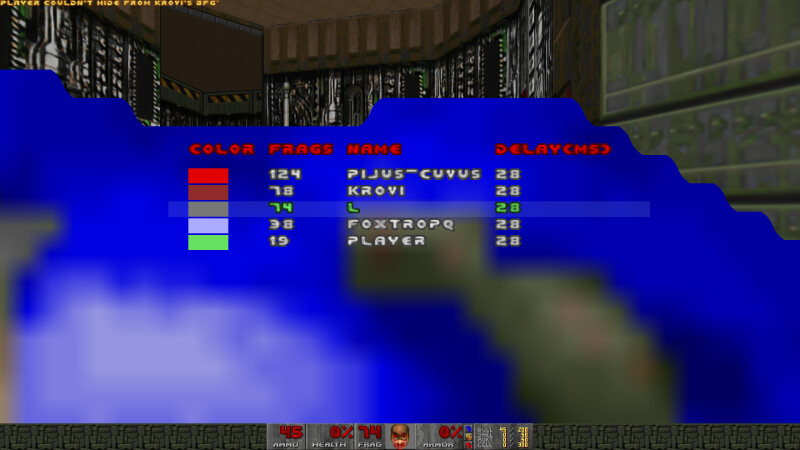 PLAYER COULDN'T HIDE FROM KROVI'S BFG
COLOR FRAGS NAME DELAY(MS)
124 PIJUS-CUVUS 28
78 KROVI 28
74 L 28
38 FOXTROPQ 28
19 PLAYER 28
45 0% 74 0%
AMMO HEALTH FRAG ARMOR